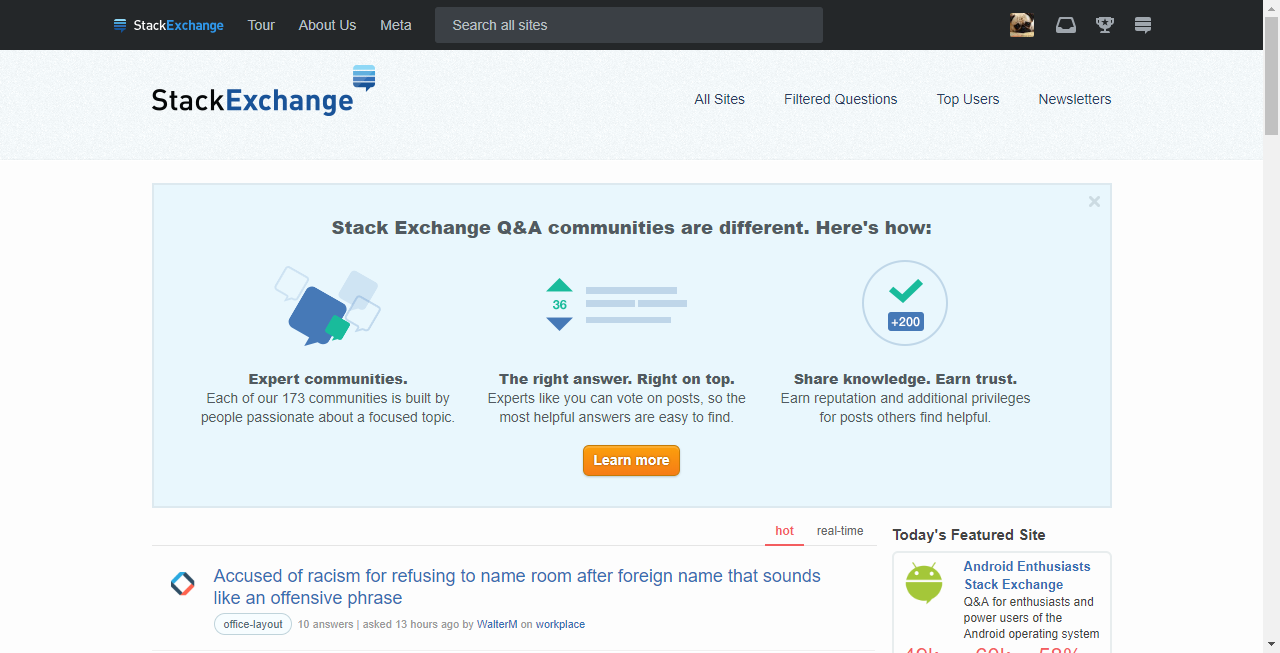 StackExchange Tour About Us Meta Search all sites
StackExchange
All Sites Filtered Questions Top Users Newsletters
Stack Exchange Q&A communities are different. Here's how:
36
+200
Expert communities.
Each of our 173 communities is built by
people passionate about a focused topic.
The right answer. Right on top.
Experts like you can vote on posts, so the
most helpful answers are easy to find.
Share knowledge. Earn trust.
Earn reputation and additional privileges
for posts others find helpful.
Learn more
hot real-time
Accused of racism for refusing to name room after foreign name that sounds
like an offensive phrase
office-layout 10 answers | asked 13 hours ago by WalterM on workplace
Today's Featured Site
Android Enthusiasts
Stack Exchange
Q&A for enthusiasts and
power users of the
Android operating system